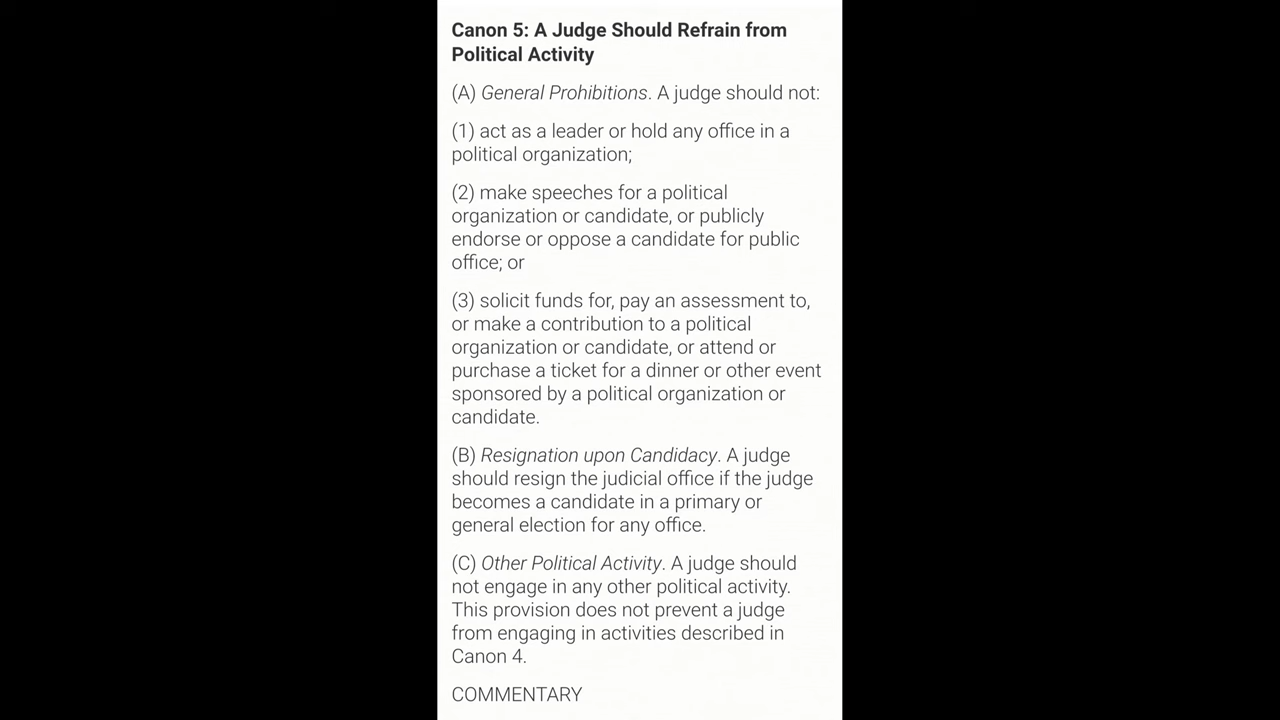 Canon 5: A Judge Should Refrain from
Political Activity
(A) General Prohibitions. A judge should not:
(1) act as a leader or hold any office in a
political organization;
(2) make speeches for a political
organization or candidate, or publicly
endorse or oppose a candidate for public
office; or
(3) solicit funds for, pay an assessment to,
or make a contribution to a political
organization or candidate, or attend or
purchase a ticket for a dinner or other event
sponsored by a political organization or
candidate.
(B) Resignation upon Candidacy. A judge
should resign the judicial office if the judge
becomes a candidate in a primary or
general election for any office.
(C) Other Political Activity. A judge should
not engage in any other political activity.
This provision does not prevent a judge
from engaging in activities described in
Canon 4.
COMMENTARY